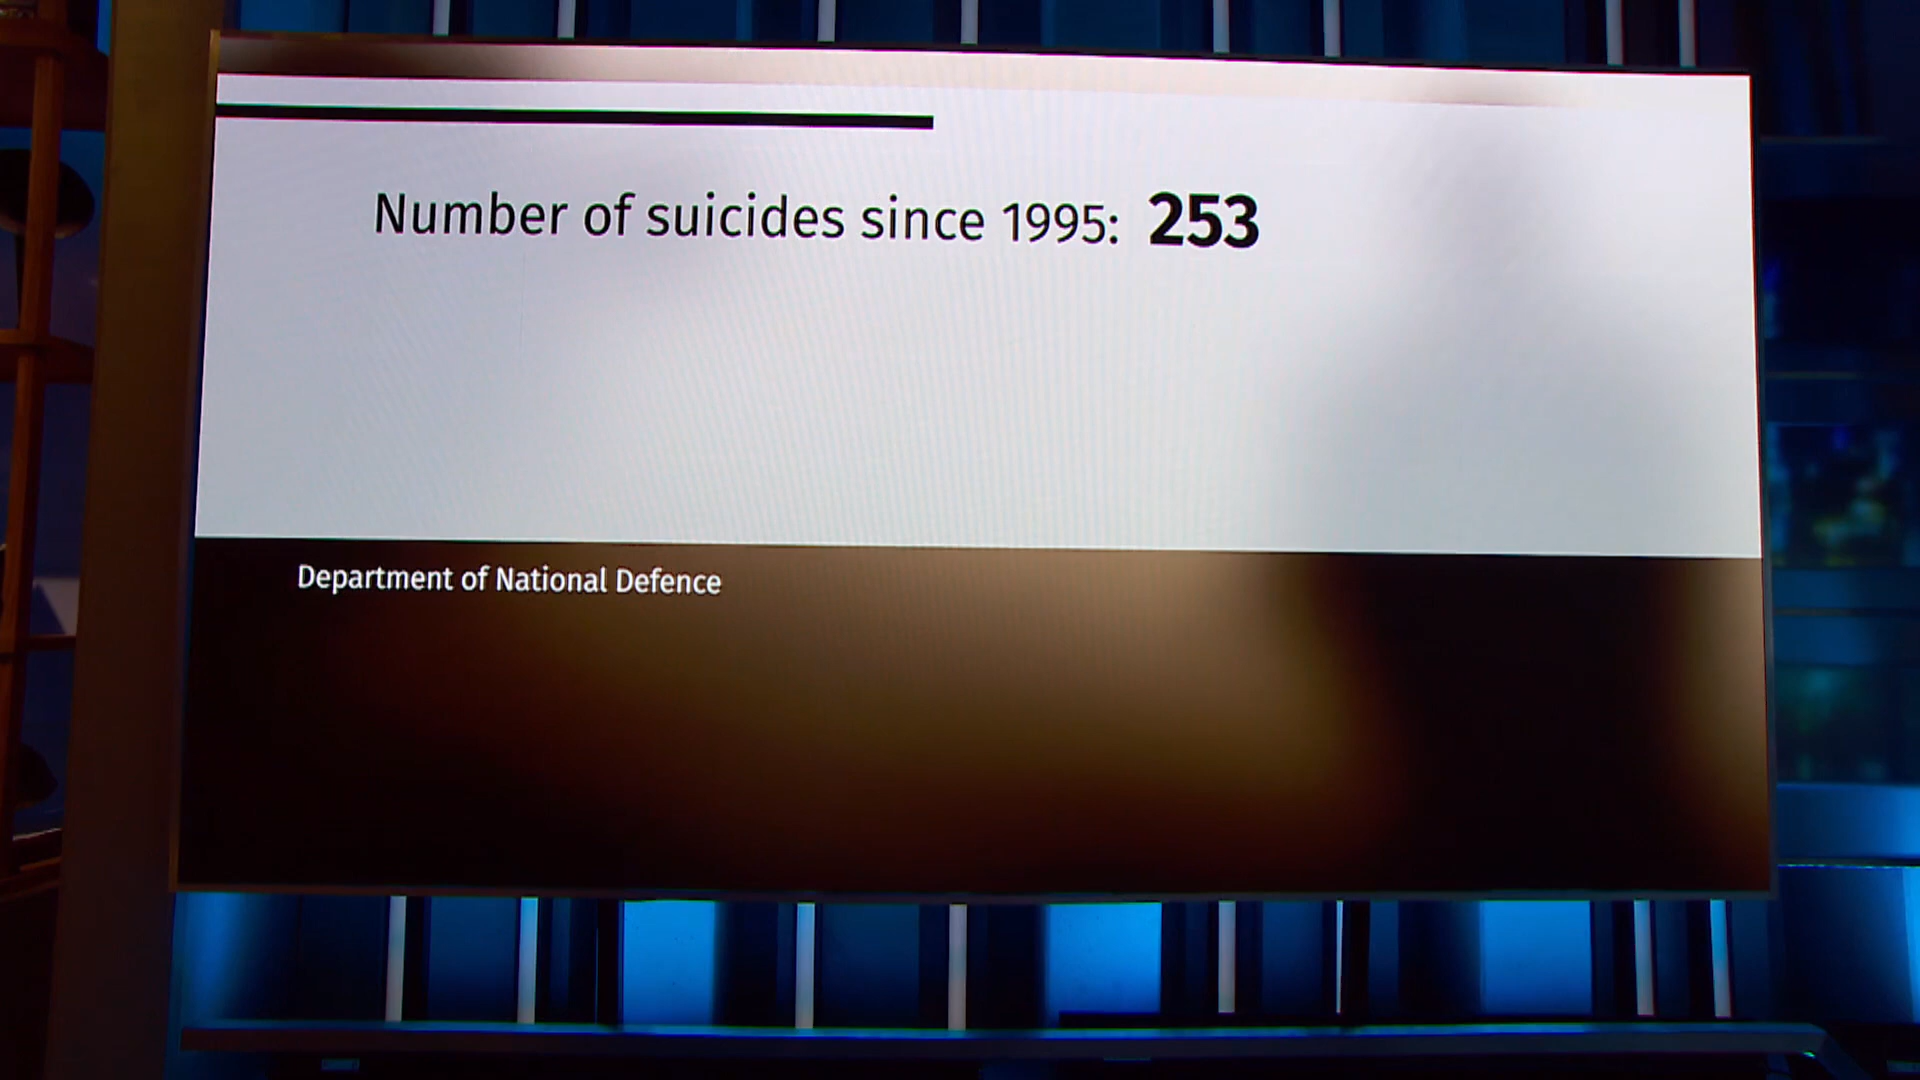 Number of suicides since 1995: 253
Department of National Defence